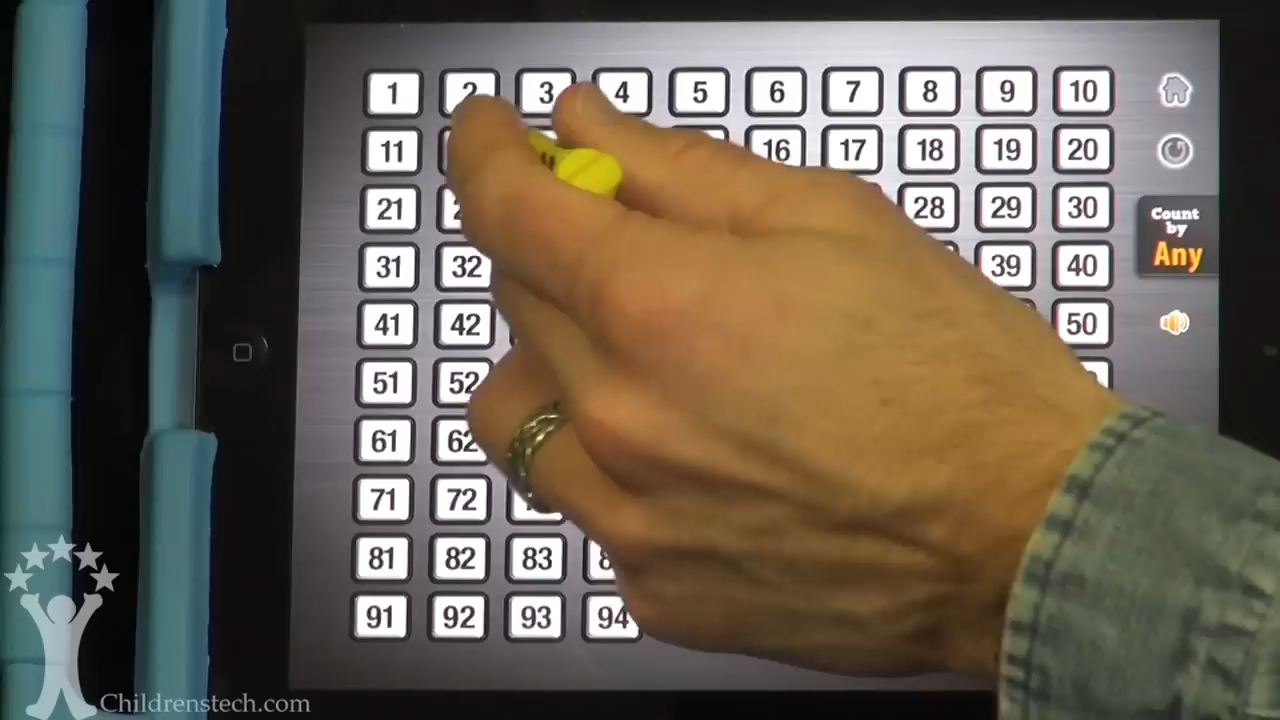 1 2 3 4 5 6 7 8 9 10
11 16 17 18 19 20
21 28 29 30
31 32 39 40
41 42 50
51 52
61 62
71 72
81 82 83
91 92 93 94
Count
by
Any
Childrenstech.com